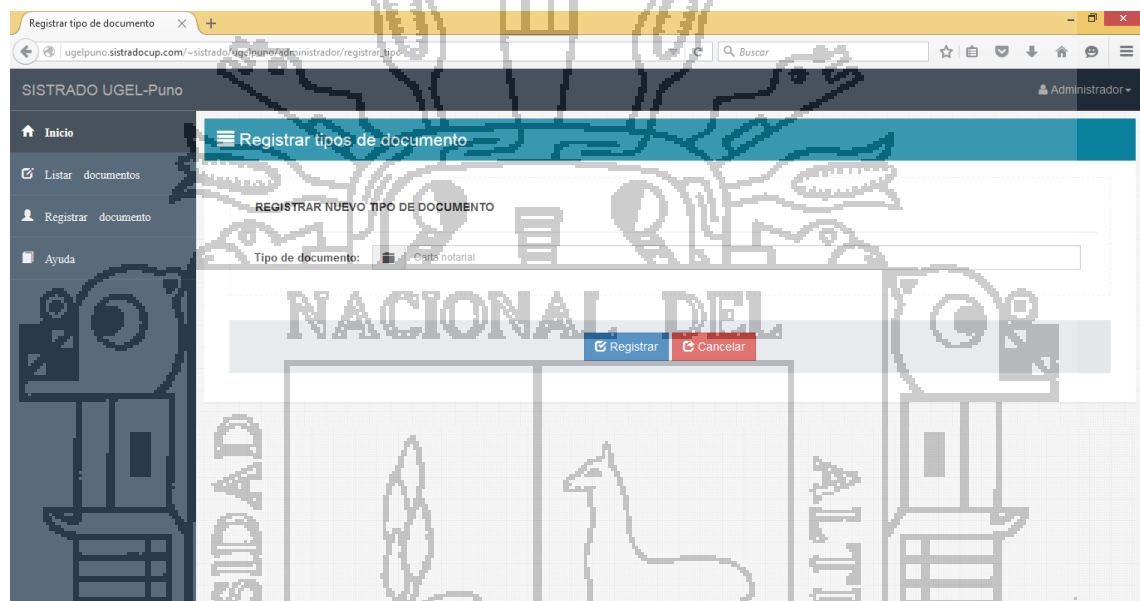 Registrar tipo de documento
ugelpuno.sistradocup.com/~sistrado/ugelpuno/administrador/registrar_tipo
Buscar
SISTRADO UGEL-Puno
Administrador
Inicio
Registrar tipos de documento
Listar documentos
REGISTRAR NUEVO TIPO DE DOCUMENTO
Registrar documento
Ayuda
Tipo de documento:
Carta notarial
NACIONAL DEL
Registrar
Cancelar